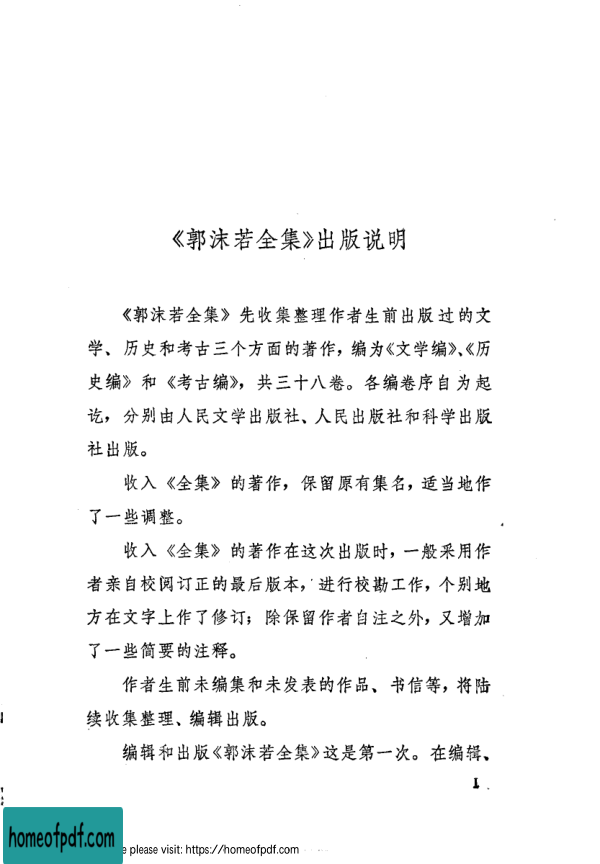 《郭沫若全集》出版说明
《郭沫若全集》先收集整理作者生前出版过的文
学、历史和考古三个方面的著作，编为《文学编》、《历
史编》和《考古编》，共三十八卷。各编卷序自为起
讫，分别由人民文学出版社、人民出版社和科学出版
社出版。
收入《全集》的著作，保留原有集名，适当地作
了一些调整。
收入《全集》的著作在这次出版时，一般采用作
者亲自校阅订正的最后版本，进行校勘工作，个别地
方在文字上作了修订；除保留作者自注之外，又增加
了一些简要的注释。
作者生前未编集和未发表的作品、书信等，将陆
续收集整理、编辑出版。
编辑和出版《郭沫若全集》这是第一次。在编辑、
1
homeofpdf.com
e please visit: https://homeofpdf.com